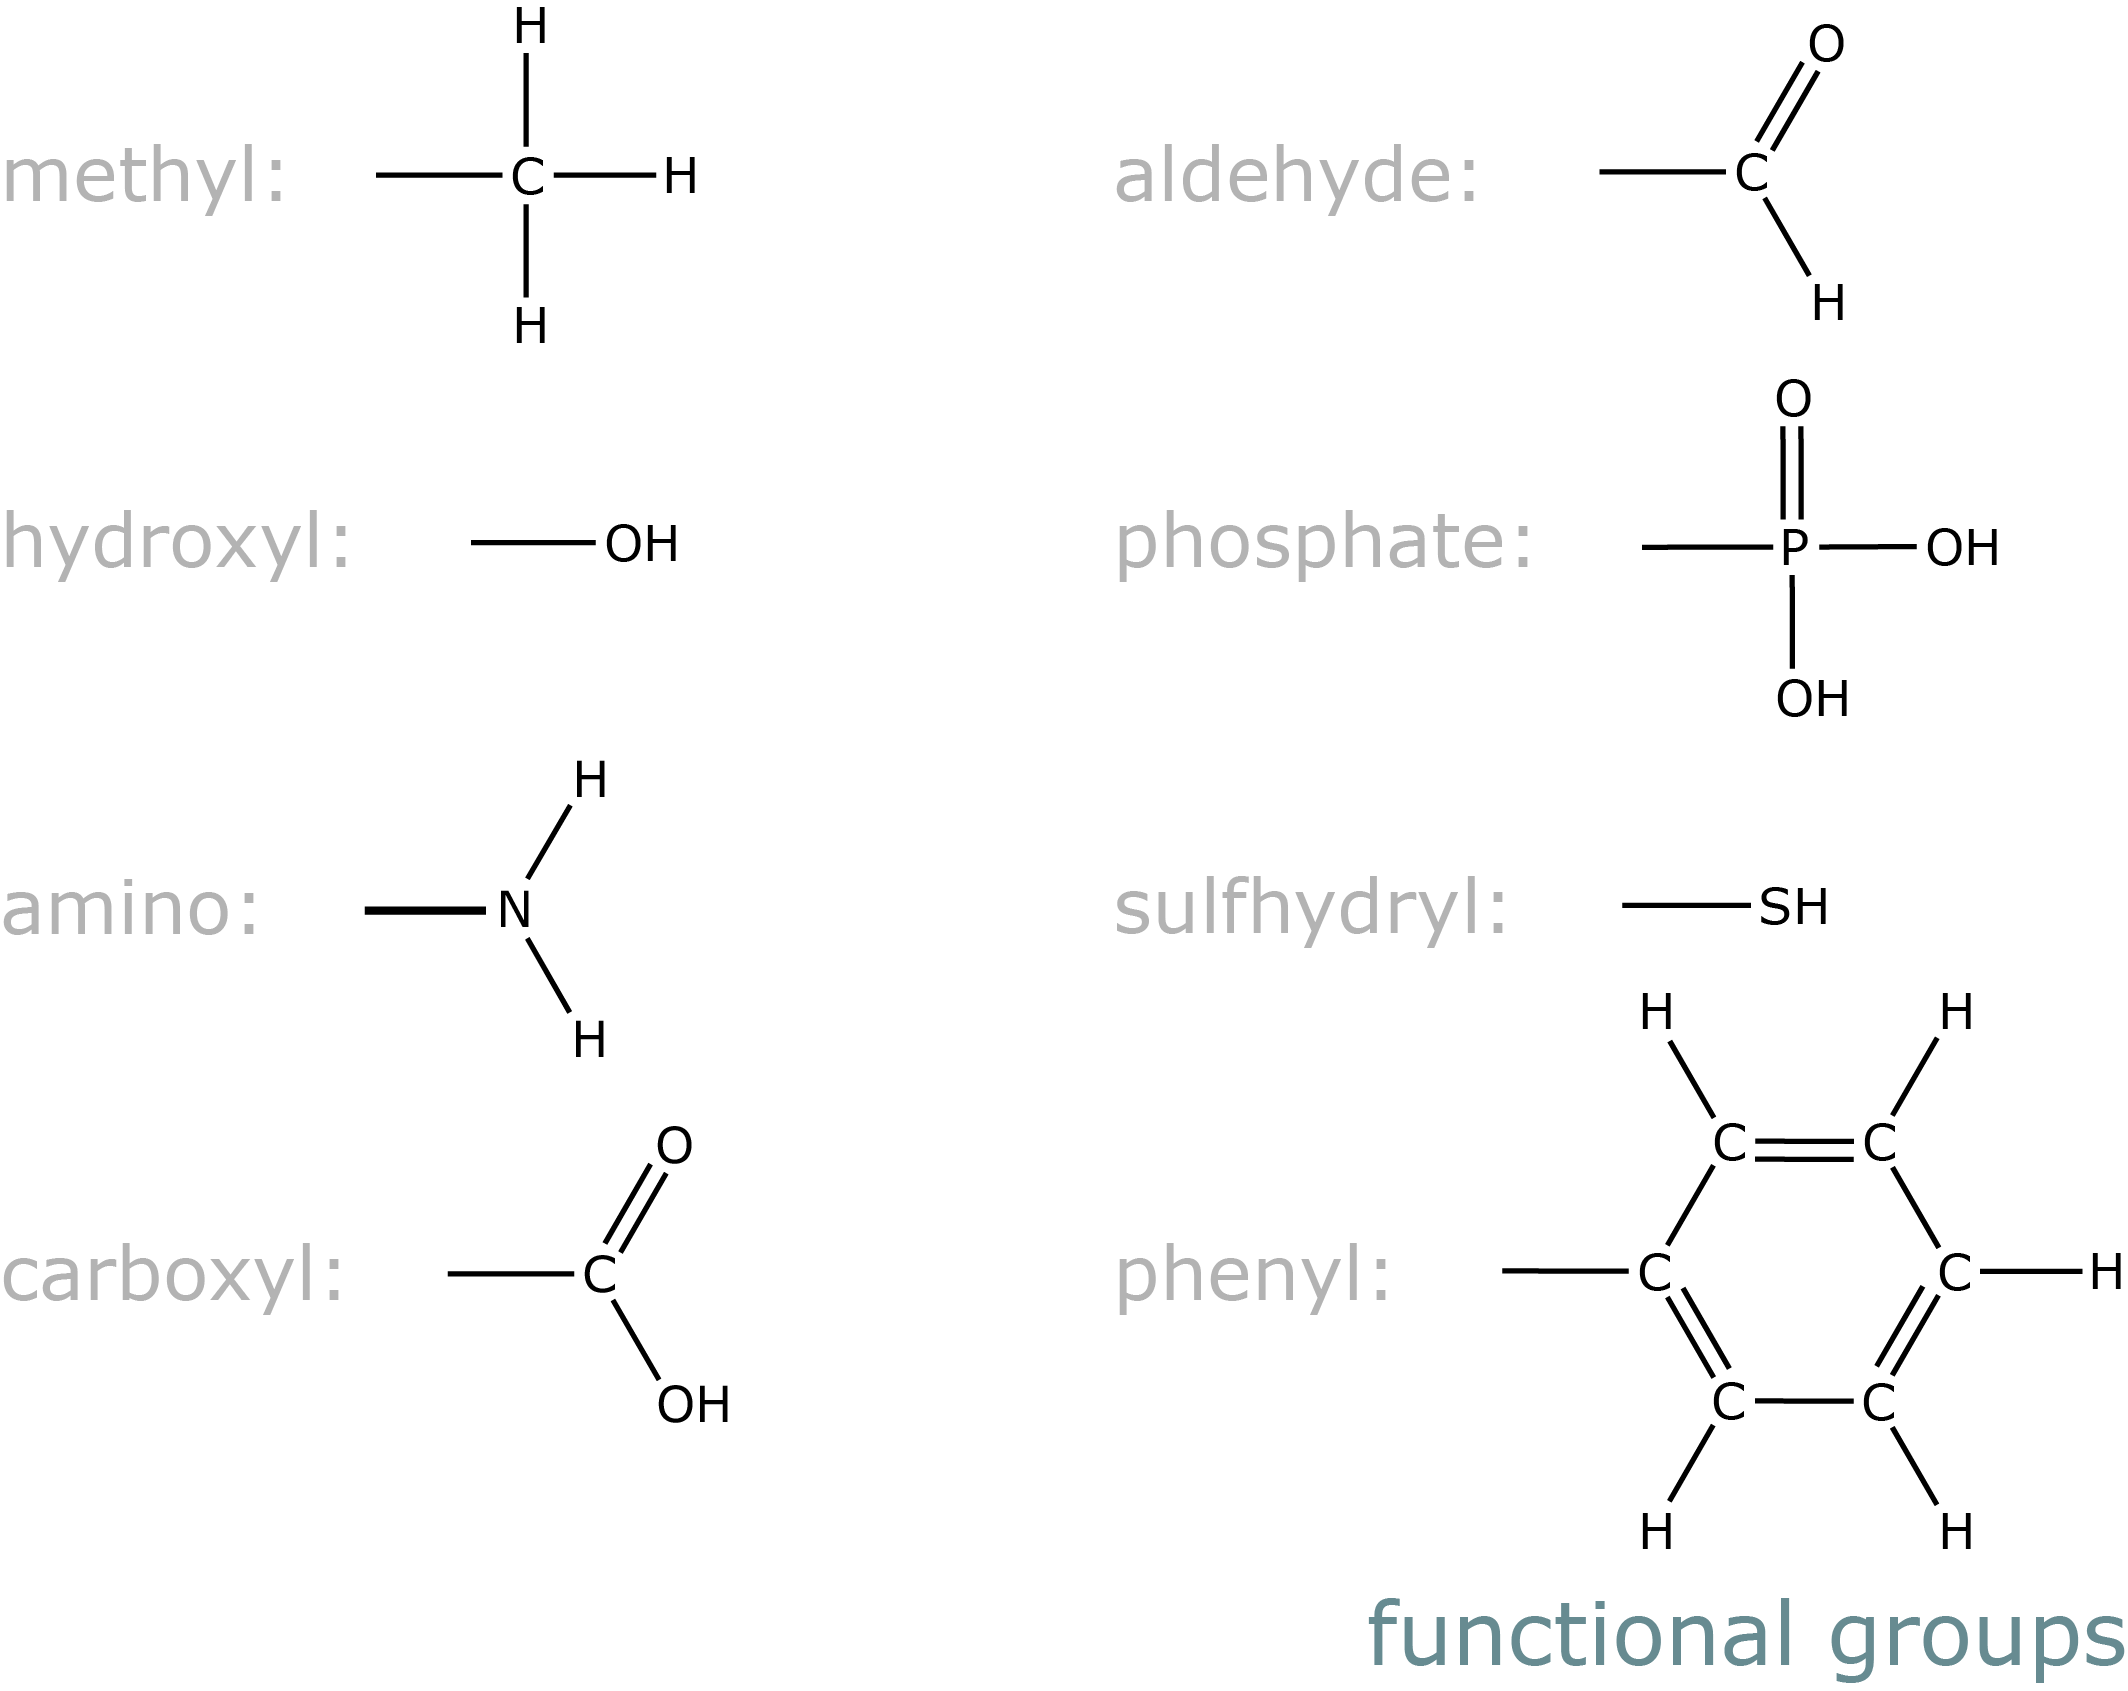 H
methyl: C H
H
O
aldehyde: C
H
hydroxyl: OH
O
phosphate: P OH
OH
H
amino: N
H
sulfhydryl: SH
O
carboxyl: C
OH
H H
C C
phenyl: C C H
C C
H H
functional groups